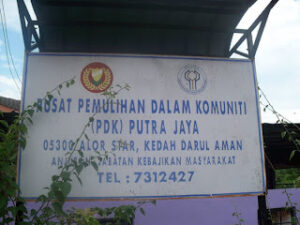 PUSAT PEMULIHAN DALAM KOMUNITI
(PDK) PUTRA JAYA
05300 ALOR STAR, KEDAH DARUL AMAN
JABATAN KEBAJIKAN MASYARAKAT
TEL : 7312427